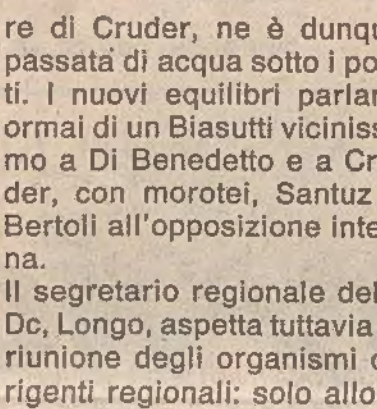 re di Cruder, ne è dunqu
passata di acqua sotto i po
ti. I nuovi equilibri parlan
ormai di un Biasutti viciniss
mo a Di Benedetto e a Cr
der, con morotei, Santuz
Bertoli all'opposizione inte
na.
Il segretario regionale del
Dc, Longo, aspetta tuttavia
riunione degli organismi d
rigenti regionali: solo allo